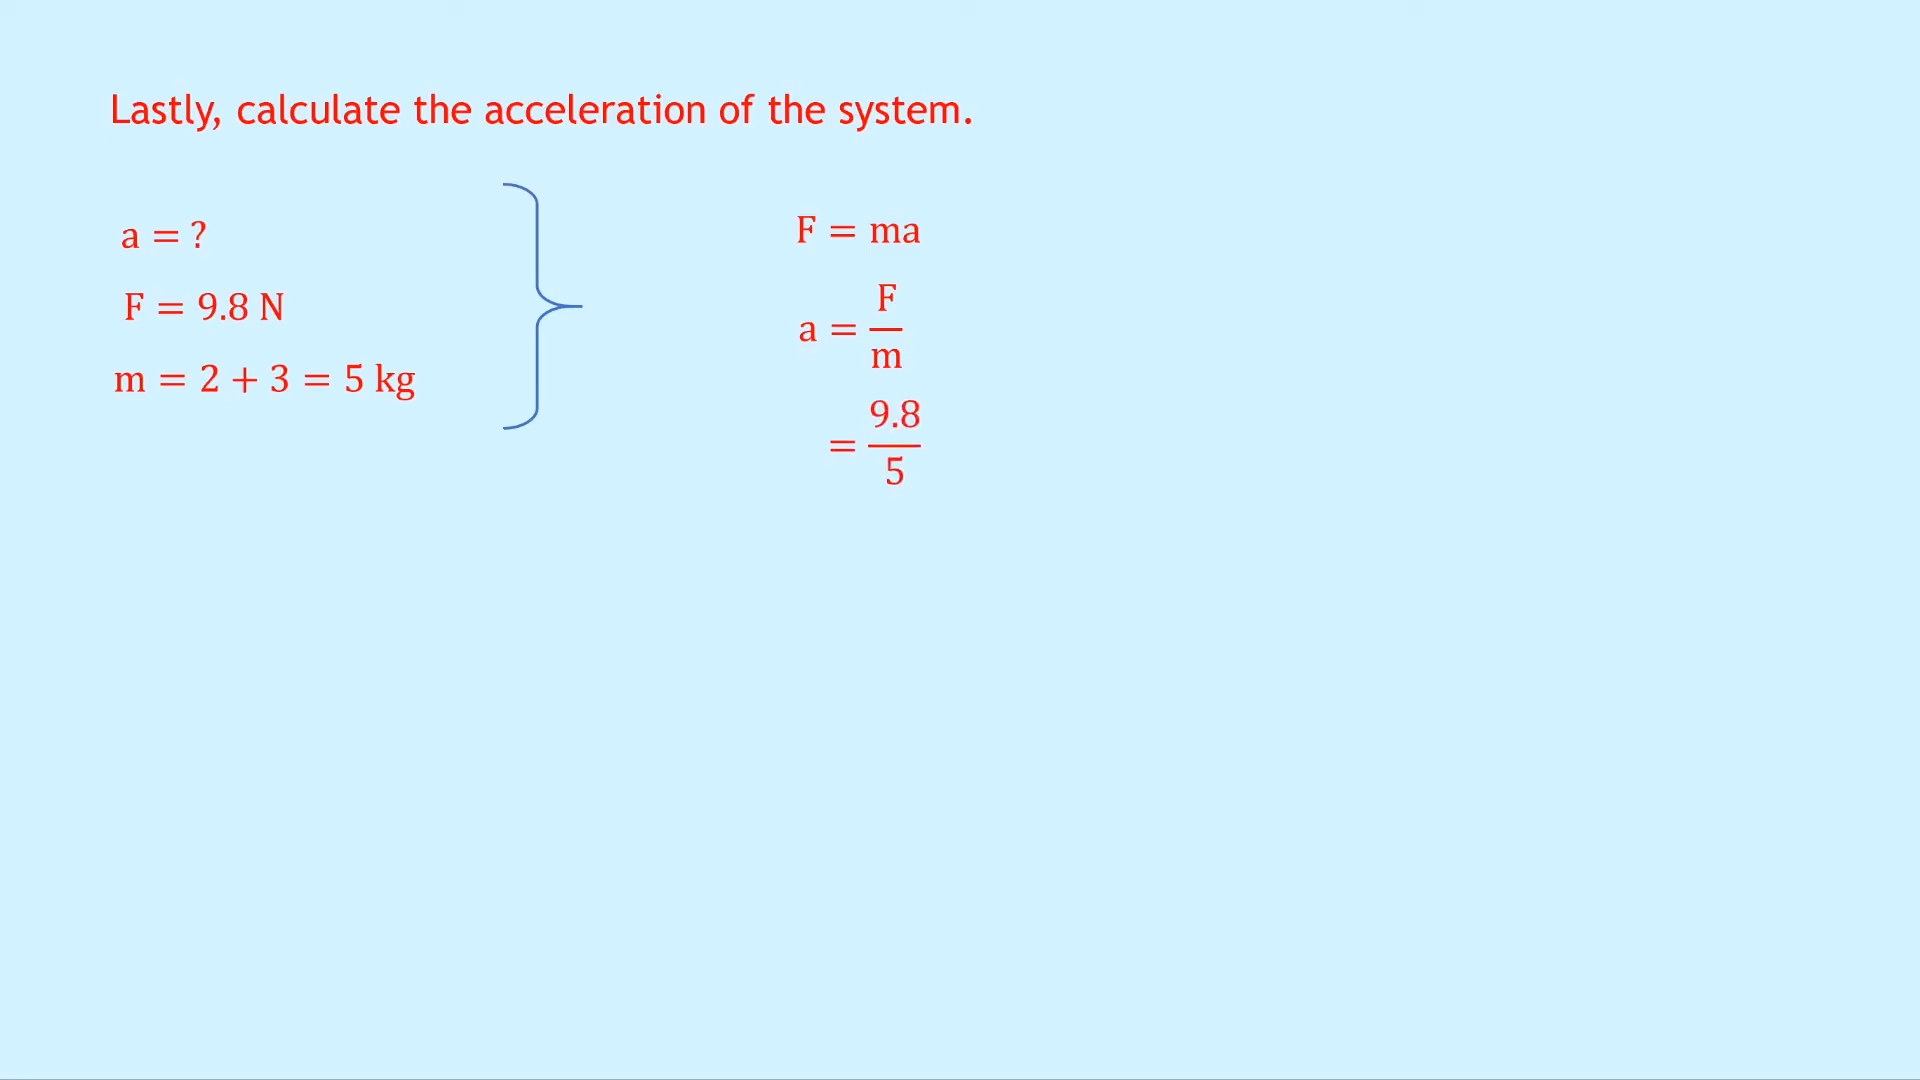 Lastly, calculate the acceleration of the system.
a = ?
F = 9.8 N
m = 2 + 3 = 5 kg
F = ma
a = F/m
= 9.8/5